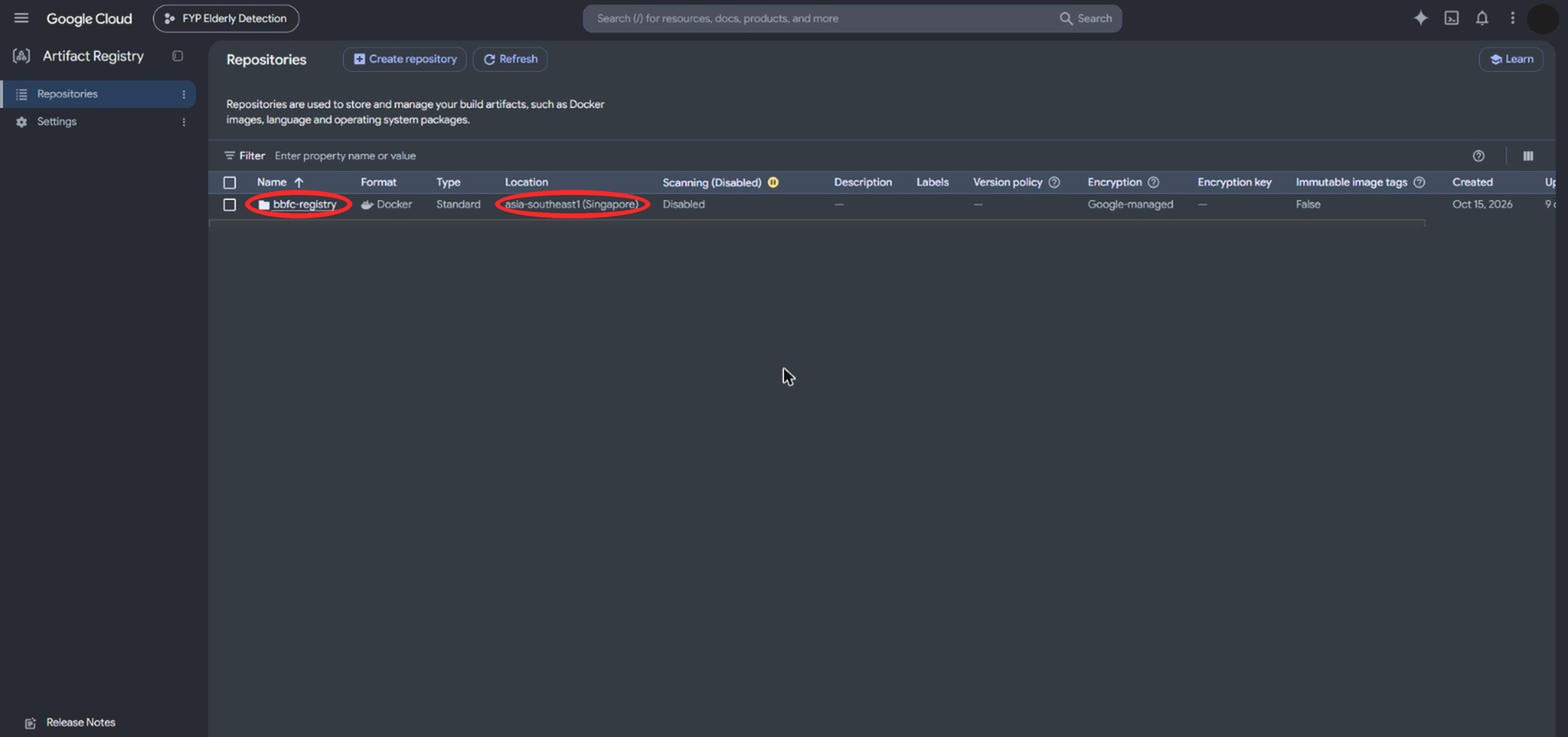 Google Cloud
FYP Elderly Detection
Search (/) for resources, docs, products, and more
Search
Artifact Registry
Repositories
Settings
Release Notes
Repositories
Create repository
Refresh
Learn
Repositories are used to store and manage your build artifacts, such as Docker
images, language and operating system packages.
Filter Enter property name or value
Name Format Type Location Scanning (Disabled) Description Labels Version policy Encryption Encryption key Immutable image tags Created
bbfc-registry Docker Standard asia-southeast1 (Singapore) Disabled — — Google-managed — False Oct 15, 2026